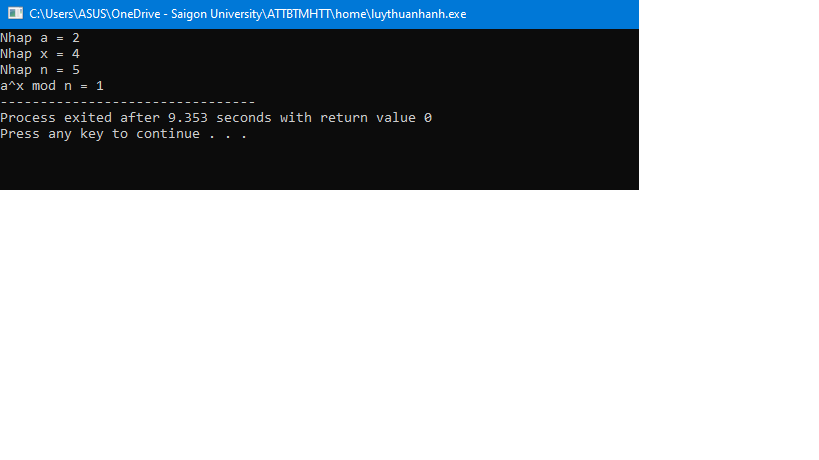 C:\Users\ASUS\OneDrive - Saigon University\ATTBTMHTT\home\luythuanhanh.exe
Nhap a = 2
Nhap x = 4
Nhap n = 5
a^x mod n = 1
--------------------------------
Process exited after 9.353 seconds with return value 0
Press any key to continue . . .